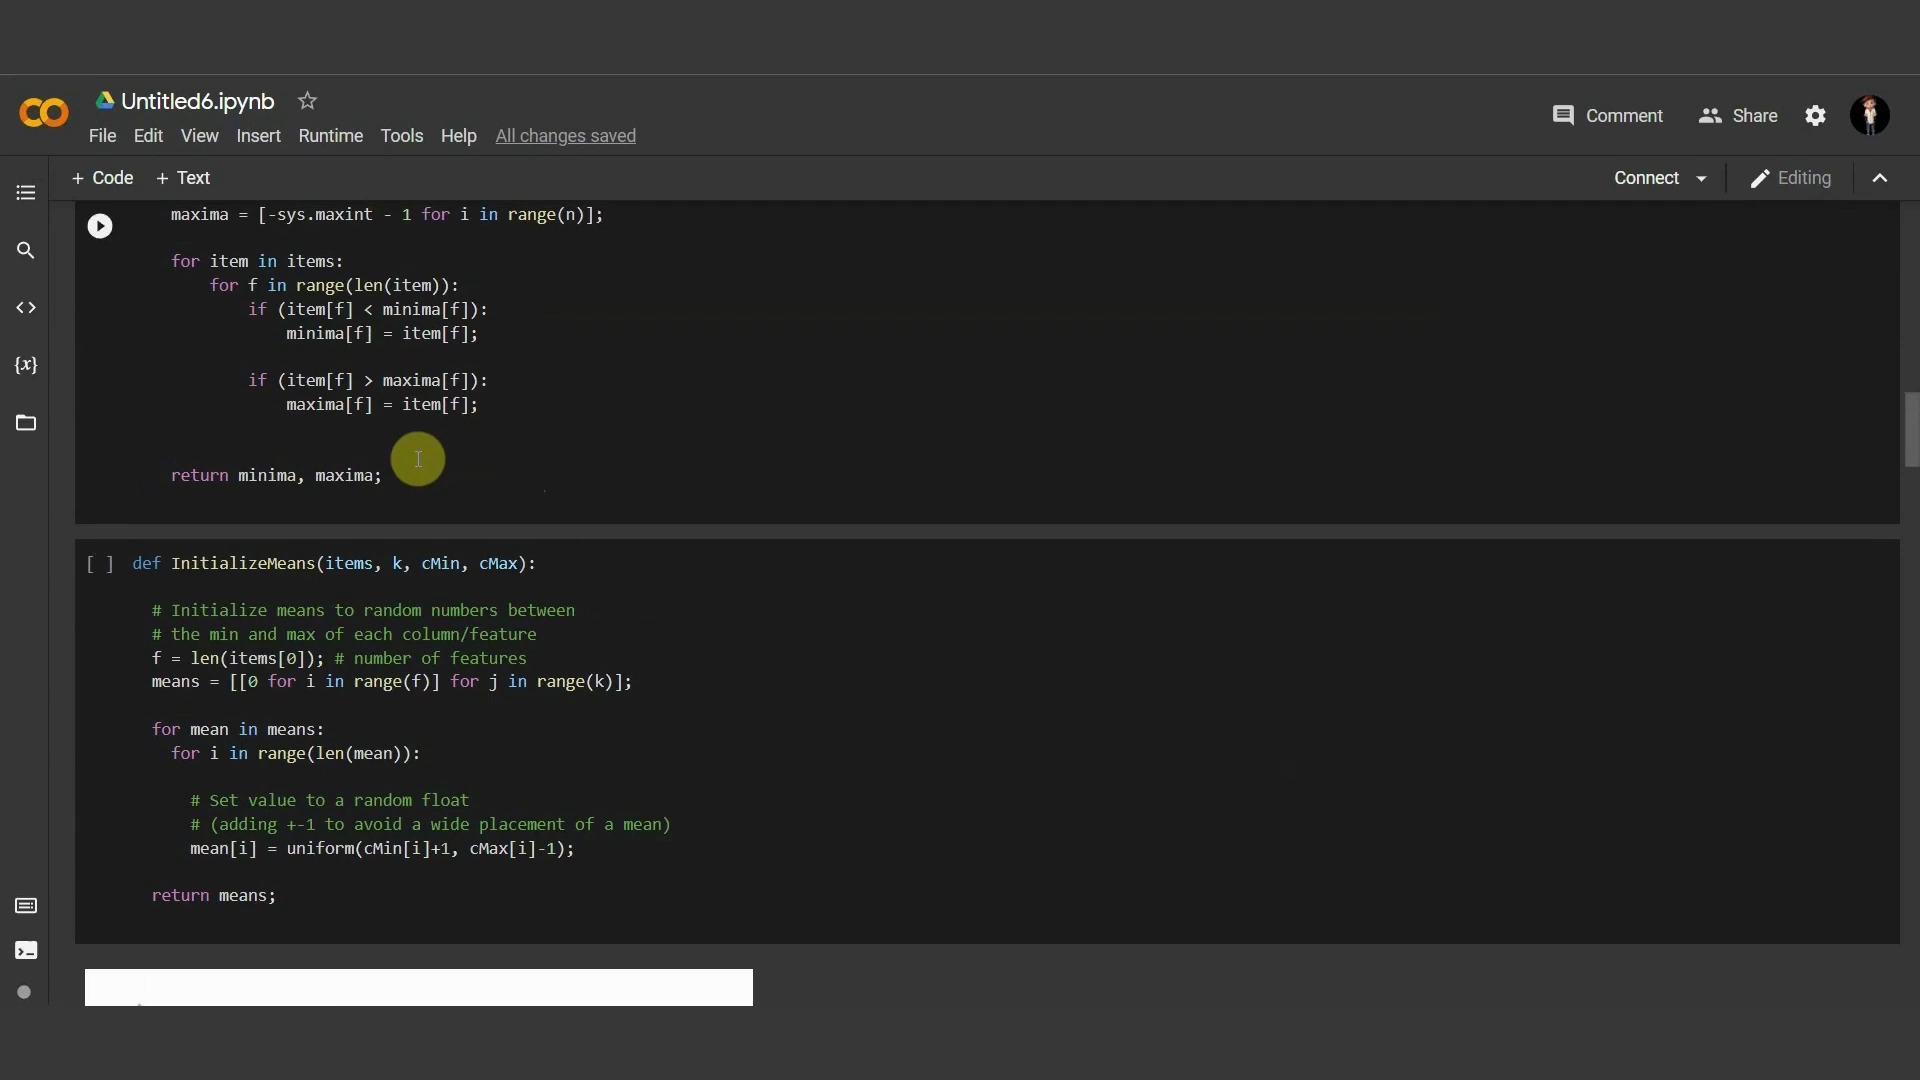 Untitled6.ipynb
File Edit View Insert Runtime Tools Help All changes saved
Comment Share
+ Code + Text
Connect Editing
maxima = [-sys.maxint - 1 for i in range(n)];
for item in items:
for f in range(len(item)):
if (item[f] < minima[f]):
minima[f] = item[f];
if (item[f] > maxima[f]):
maxima[f] = item[f];
return minima, maxima;
[ ] def InitializeMeans(items, k, cMin, cMax):
# Initialize means to random numbers between
# the min and max of each column/feature
f = len(items[0]); # number of features
means = [[0 for i in range(f)] for j in range(k)];
for mean in means:
for i in range(len(mean)):
# Set value to a random float
# (adding +-1 to avoid a wide placement of a mean)
mean[i] = uniform(cMin[i]+1, cMax[i]-1);
return means;
{x}